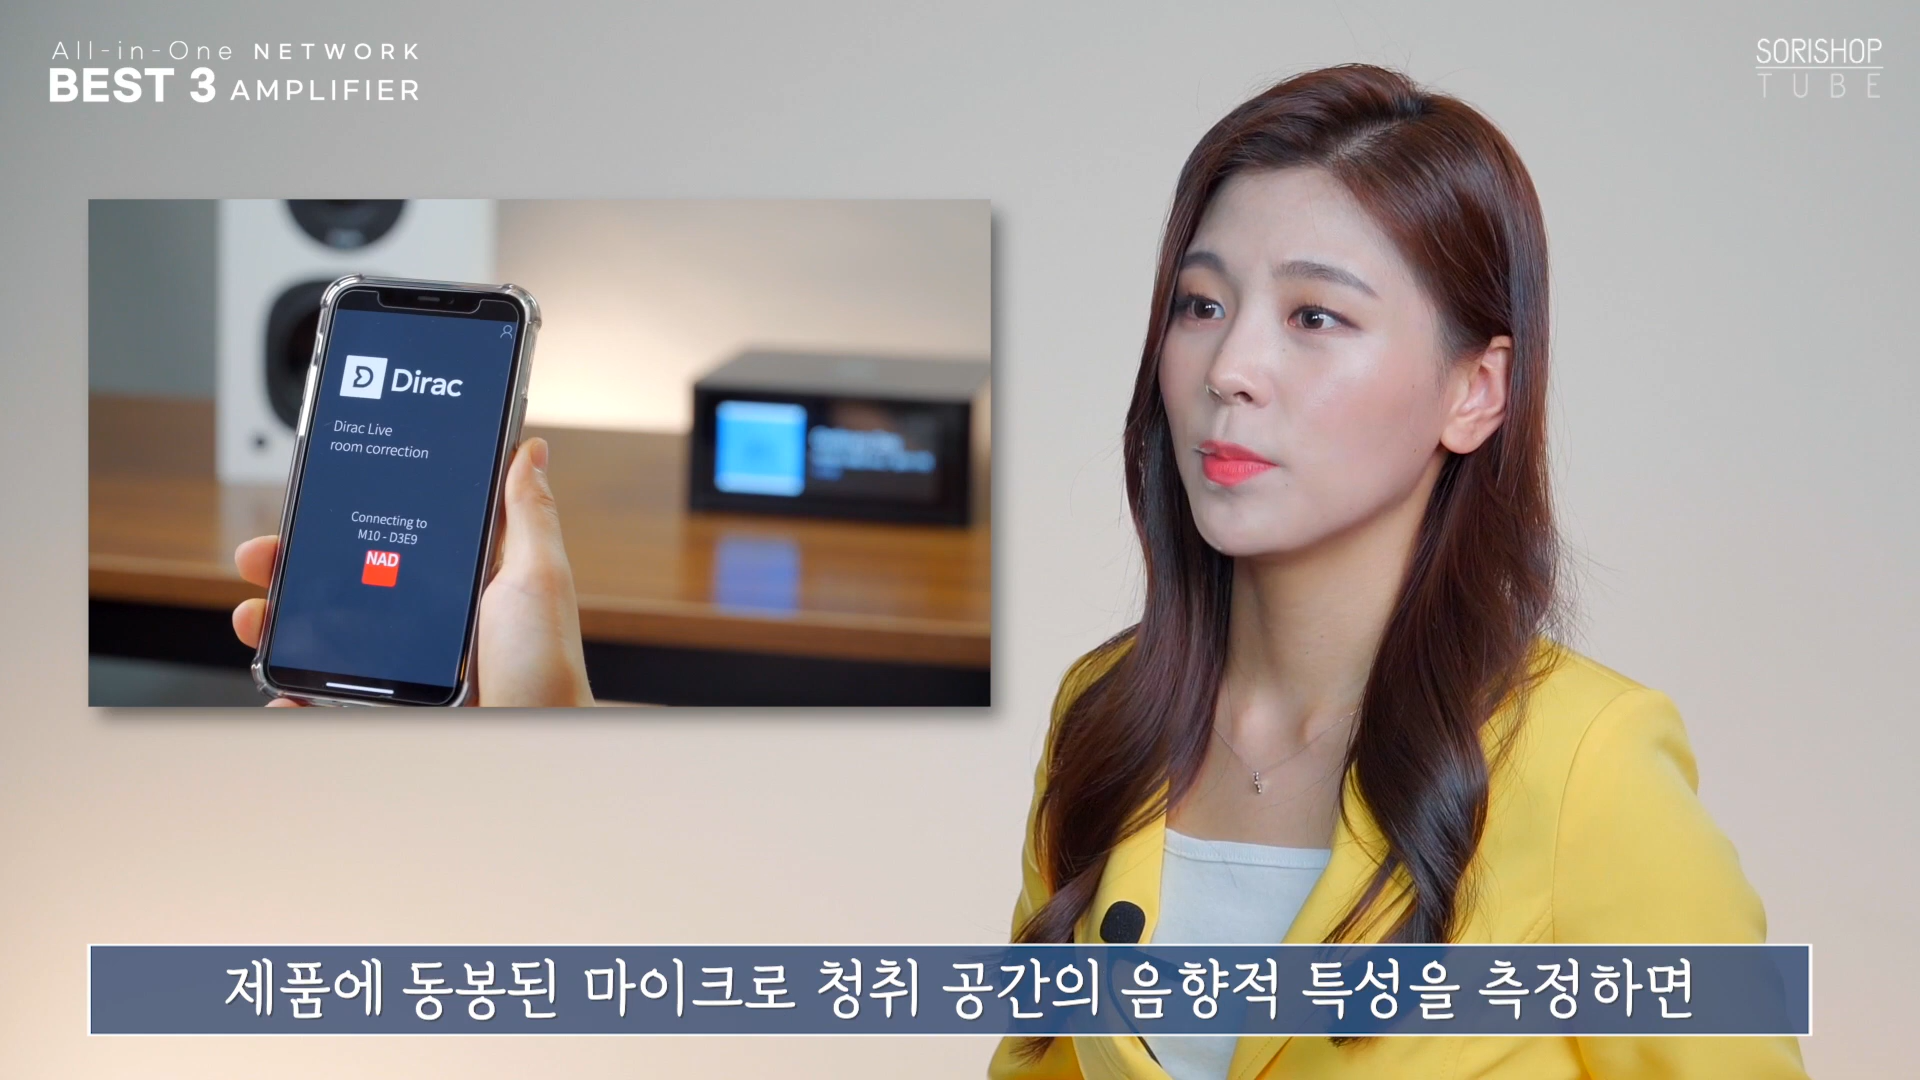 All-in-One NETWORK
BEST 3 AMPLIFIER
SORISHOP
TUBE
Dirac
Dirac Live
room correction
Connecting to
M10 - D3E9
NAD
제품에 동봉된 마이크로 청취 공간의 음향적 특성을 측정하면